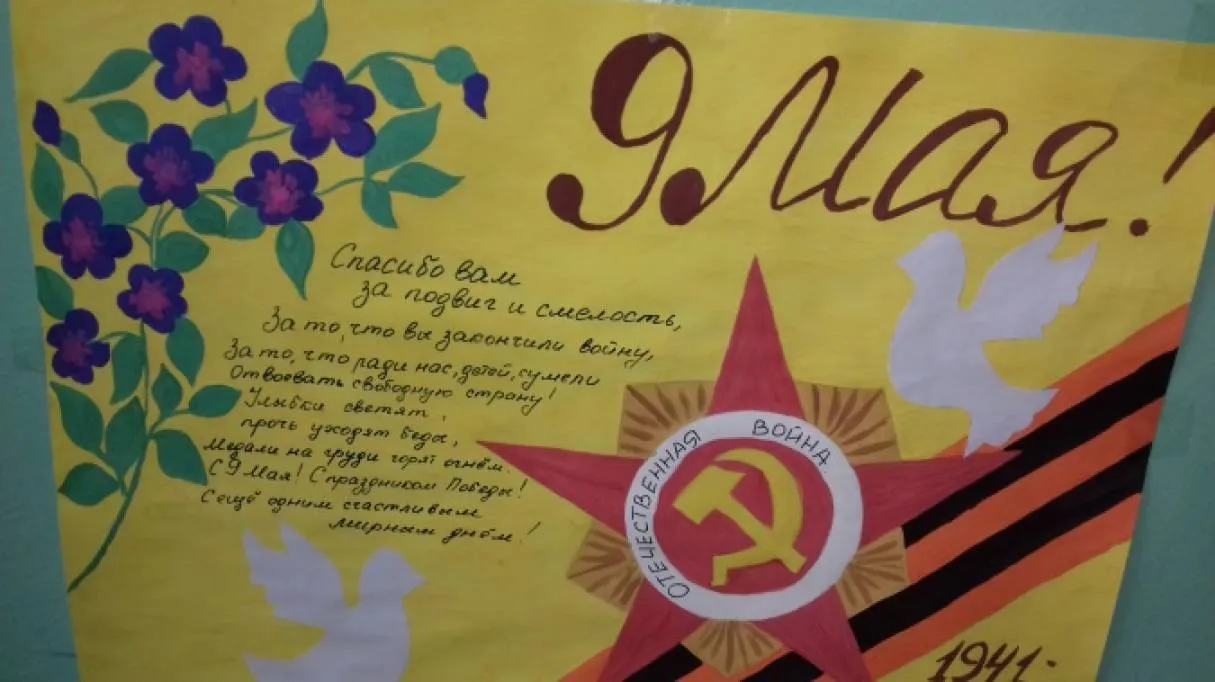 9 Мая!
Спасибо вам
за подвиг и смелость,
За то, что вы закончили войну,
За то, что ради нас, детей, сумели
Отвоевать свободную страну!
Улыбки светят,
прочь уходят беды,
Медали на груди горят огнём.
С 9 Мая! С праздником Победы!
С ещё одним счастливым
мирным днём!
ОТЕЧЕСТВЕННАЯ ВОЙНА
1941-